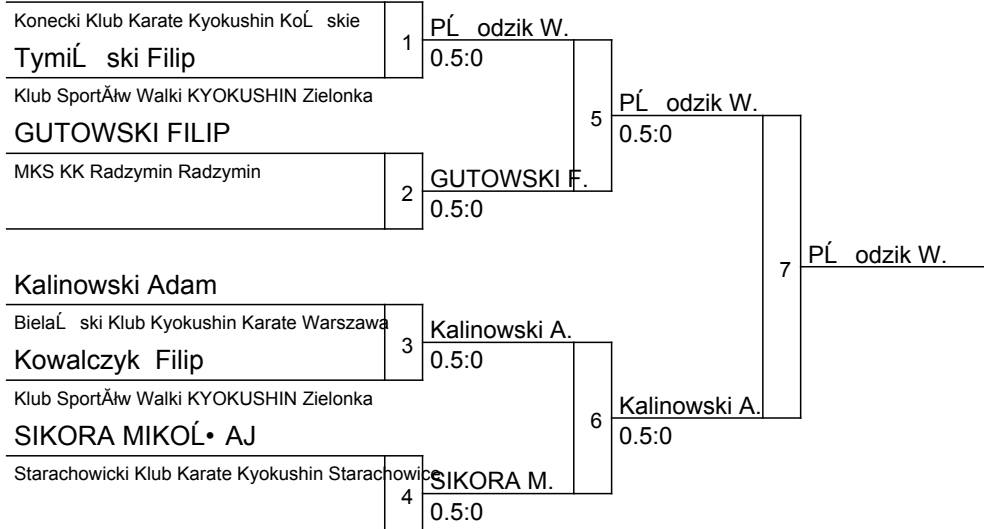 Konecki Klub Karate Kyokushin KoĹ skie
TymiĹ ski Filip
Klub SportĂłw Walki KYOKUSHIN Zielonka
GUTOWSKI FILIP
MKS KK Radzymin Radzymin
Kalinowski Adam
BielaĹ ski Klub Kyokushin Karate Warszawa
Kowalczyk Filip
Klub SportĂłw Walki KYOKUSHIN Zielonka
SIKORA MIKOĹ• AJ
Starachowicki Klub Karate Kyokushin Starachowice
1
PĹ odzik W.
0.5:0
2
GUTOWSKI F.
0.5:0
3
Kalinowski A.
0.5:0
4
SIKORA M.
0.5:0
5
PĹ odzik W.
0.5:0
6
Kalinowski A.
0.5:0
7
PĹ odzik W.